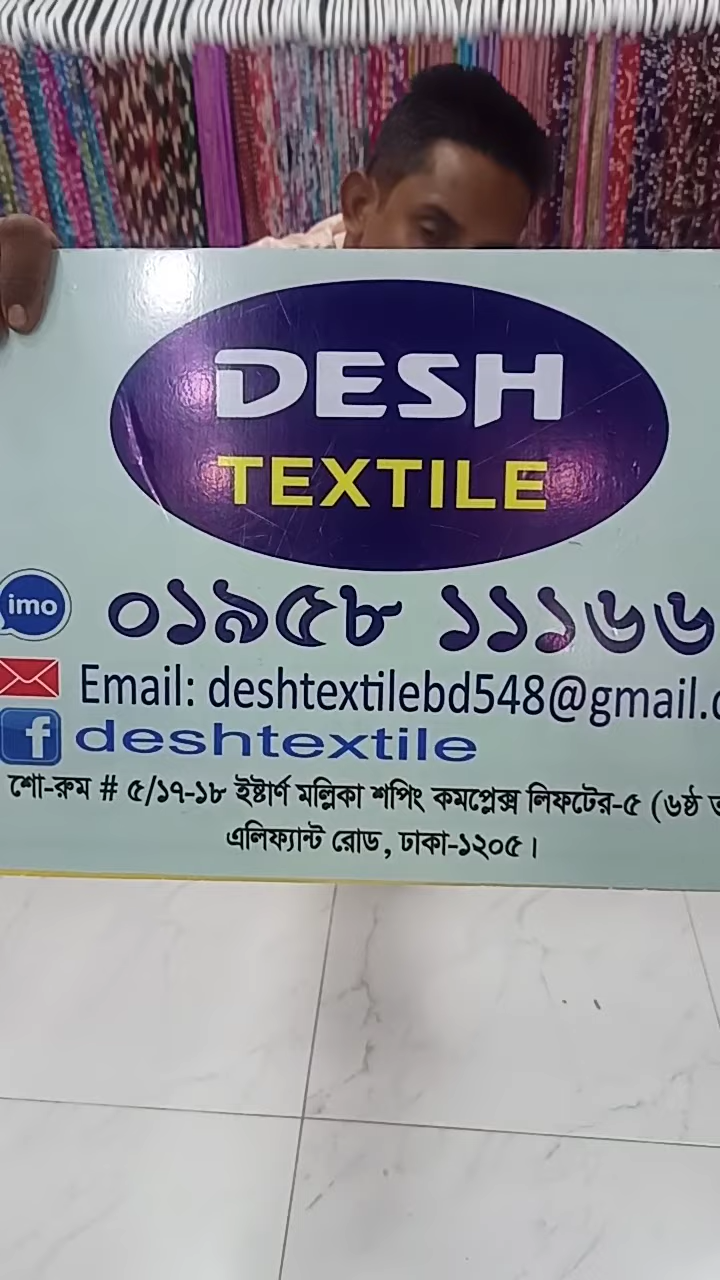 DESH
TEXTILE
imo ০১৯৫৮ ১১১৬৬
Email: deshtextilebd548@gmail.c
f deshtextile
শো-রুম # ৫/১৭-১৮ ইষ্টার্ণ মল্লিকা শপিং কমপ্লেক্স লিফটের-৫ (৬ষ্ঠ
এলিফ্যান্ট রোড, ঢাকা-১২০৫।